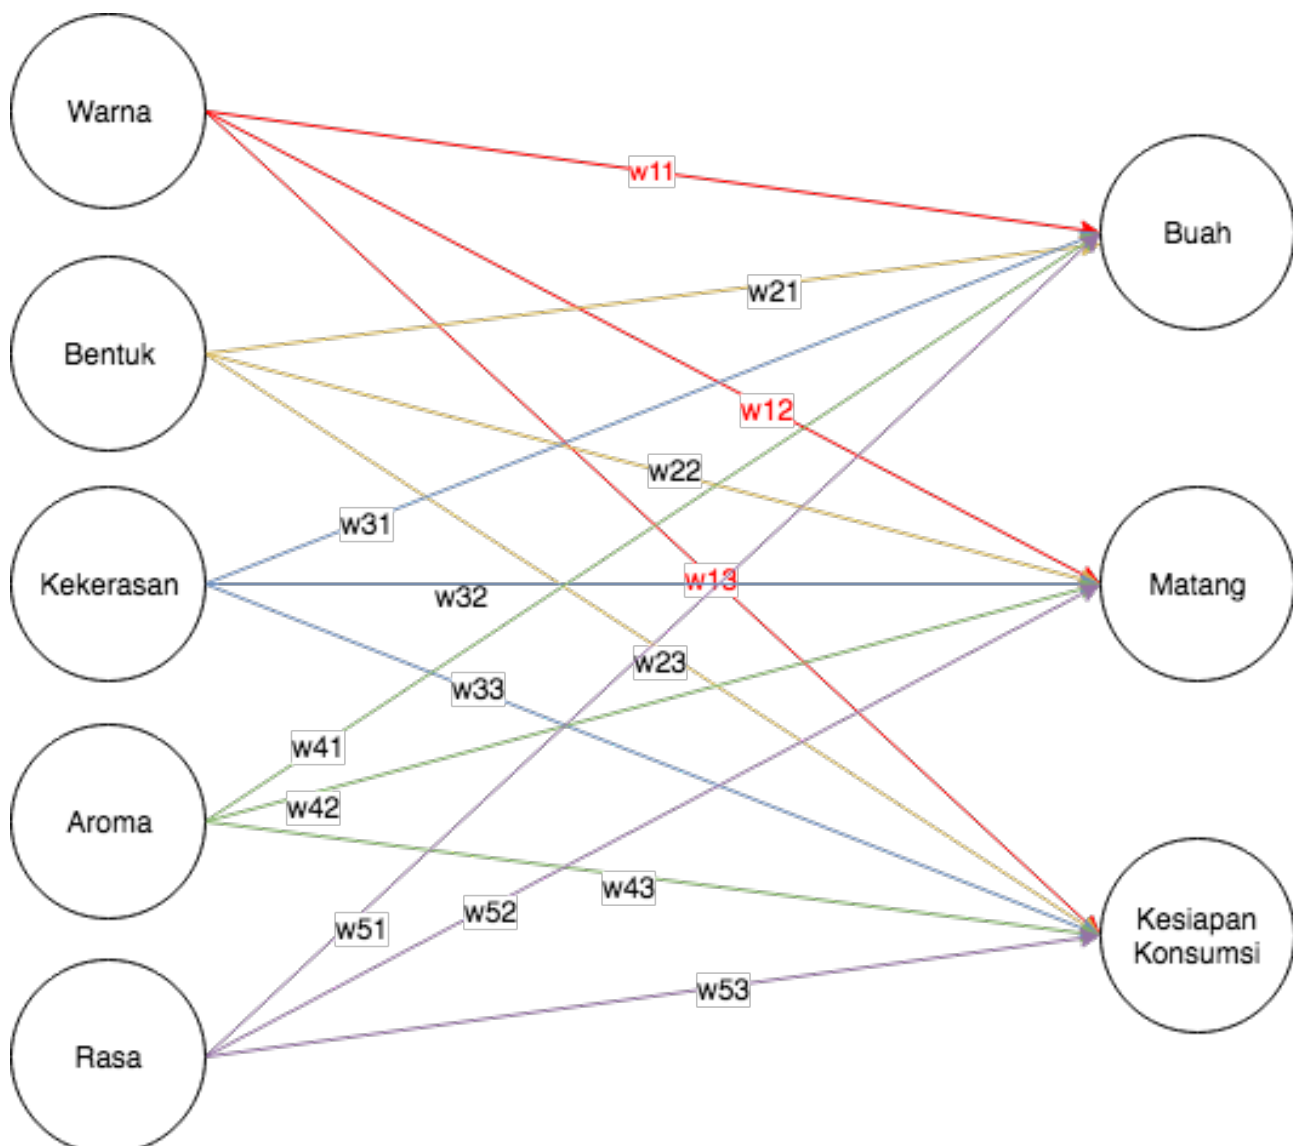 Warna
w11
Buah
w21
Bentuk
w12
w22
w31
Kekerasan
w32
w13
Matang
w23
w33
w41
w42
Aroma
w43
w52
w51
Kesiapan
Konsumsi
w53
Rasa